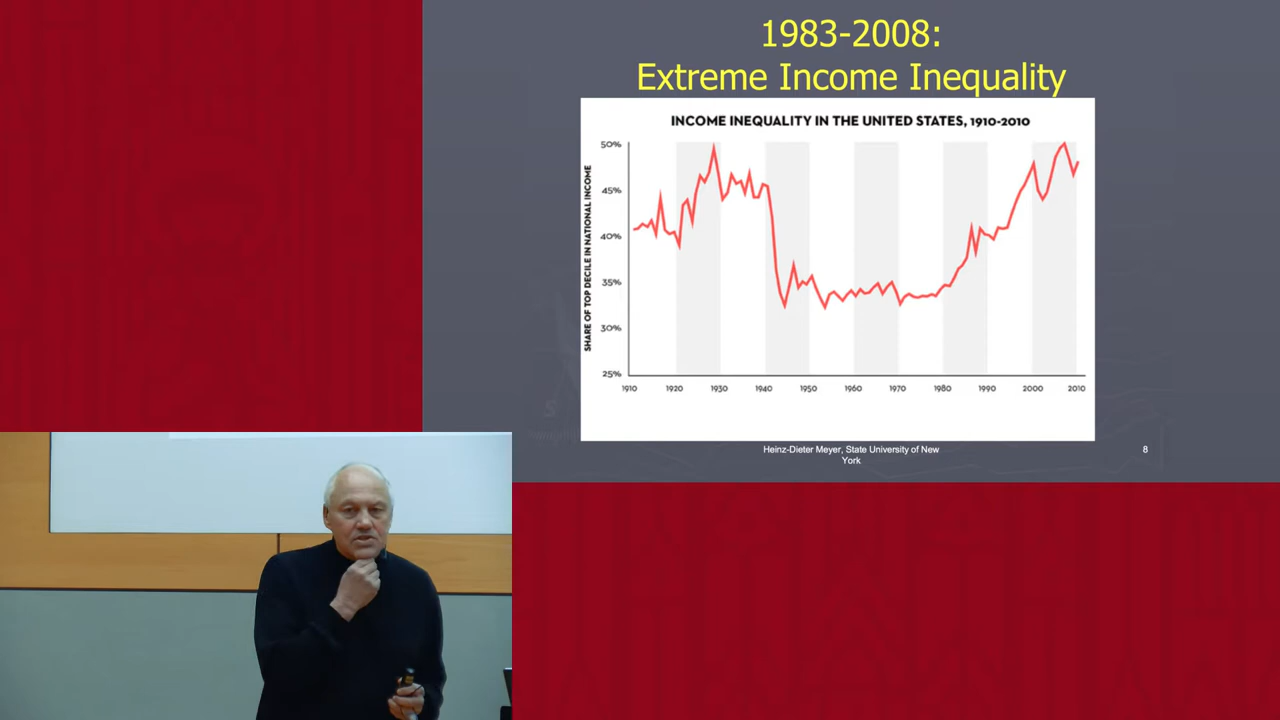 1983-2008:
Extreme Income Inequality
INCOME INEQUALITY IN THE UNITED STATES, 1910-2010
SHARE OF TOP DECILE IN NATIONAL INCOME
50%
45%
40%
35%
30%
25%
1910 1920 1930 1940 1950 1960 1970 1980 1990 2000 2010
Heinz-Dieter Meyer, State University of New
York
8